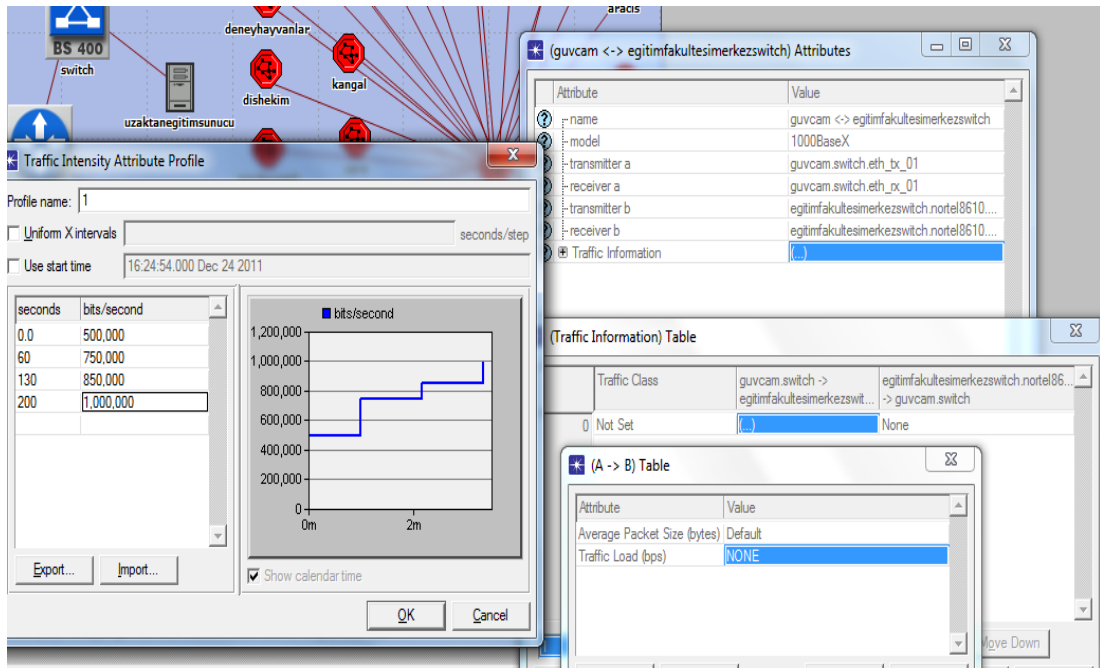 aracis
deneyhayvanlar
BS 400
switch
kangal
dishekim
uzaktanegitimsunucu
Traffic Intensity Attribute Profile
Profile name: 1
Uniform X intervals
seconds/step
Use start time 16:24:54.000 Dec 24 2011
seconds bits/second
0.0 500,000
60 750,000
130 850,000
200 1,000,000
bits/second
1,200,000
1,000,000
800,000
600,000
400,000
200,000
0
0m 2m
Export... Import...
Show calendar time
OK Cancel
(guvcam <-> egitimfakultesimerkezswitch) Attributes
Attribute Value
name guvcam <-> egitimfakultesimerkezswitch
model 1000BaseX
transmitter a guvcam.switch.eth_tx_01
receiver a guvcam.switch.eth_rx_01
transmitter b egitimfakultesimerkezswitch.nortel8610....
receiver b egitimfakultesimerkezswitch.nortel8610....
Traffic Information (...)
(Traffic Information) Table
Traffic Class guvcam.switch -> egitimfakultesimerkezswit... egitimfakultesimerkezswitch.nortel86... -> guvcam.switch
0 Not Set (...) None
(A -> B) Table
Attribute Value
Average Packet Size (bytes) Default
Traffic Load (bps) NONE
Move Down